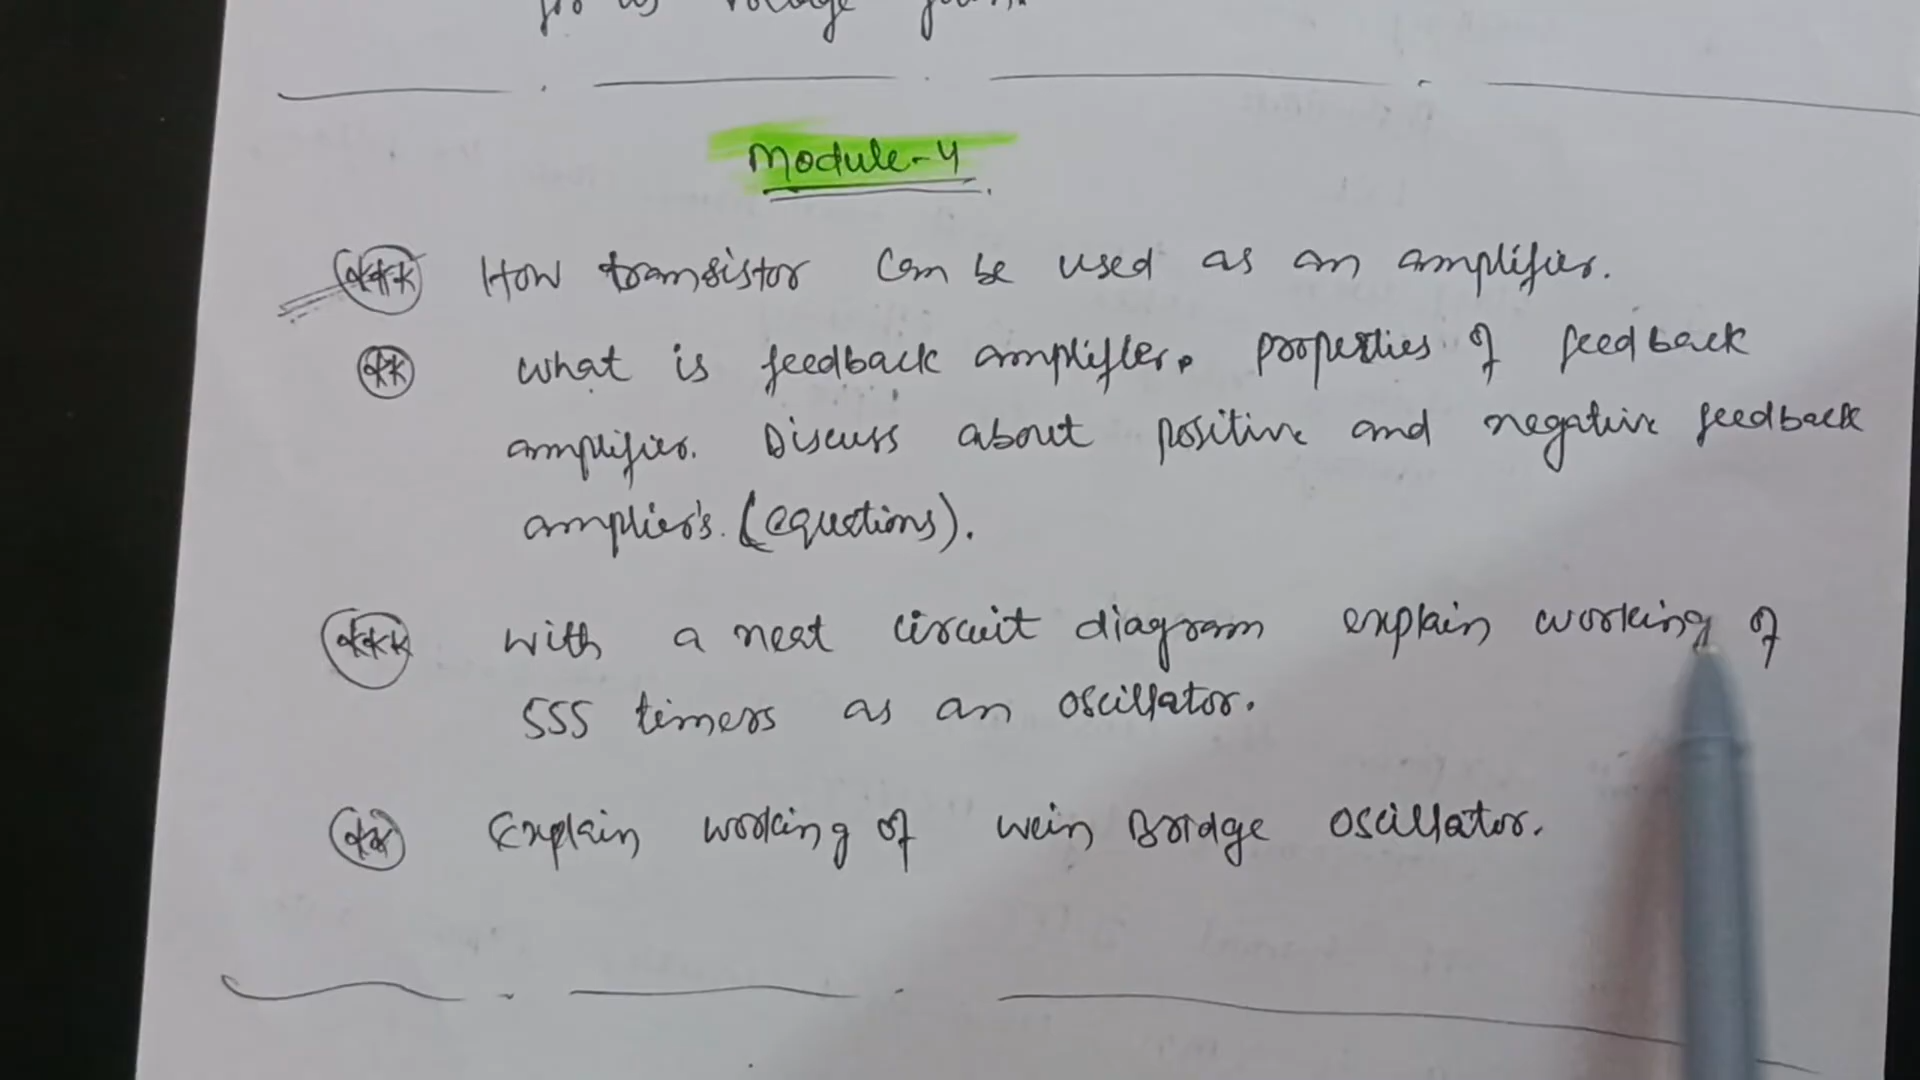 Module-4
*** How transistor can be used as an amplifier.
** What is feedback amplifier. properties of feedback
amplifier. Discuss about positive and negative feedback
amplier's. (equations).
*** with a neat circuit diagram explain working of
555 timers as an oscillator.
** Explain working of wein Bridge oscillator.